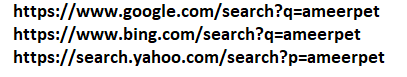 https://www.google.com/search?q=ameerpet
https://www.bing.com/search?q=ameerpet
https://search.yahoo.com/search?p=ameerpet